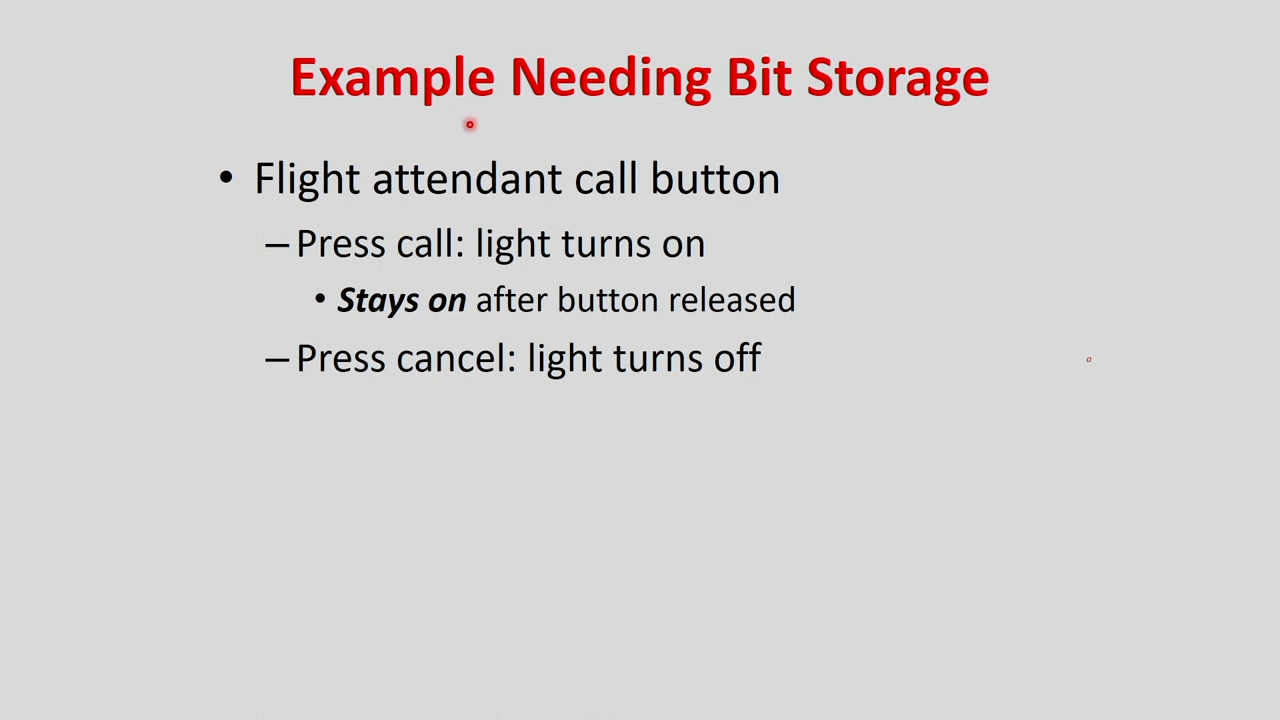 Example Needing Bit Storage
• Flight attendant call button
– Press call: light turns on
• Stays on after button released
– Press cancel: light turns off
a